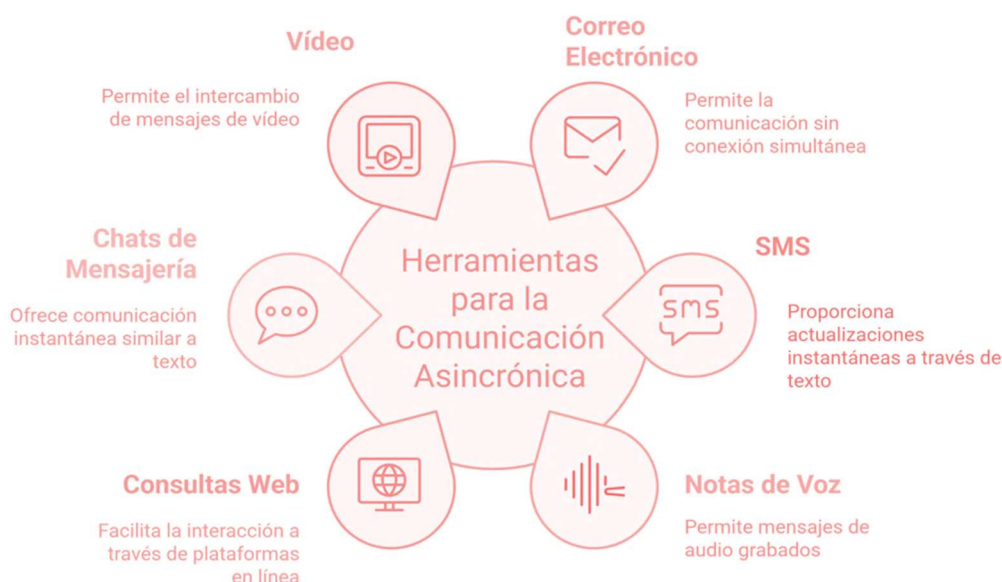 Vídeo
Permite el intercambio
de mensajes de vídeo
Correo
Electrónico
Permite la
comunicación sin
conexión simultánea
Chats de
Mensajería
Ofrece comunicación
instantánea similar a
texto
Herramientas
para la
Comunicación
Asincrónica
SMS
SMS
Proporciona
actualizaciones
instantáneas a través de
texto
Consultas Web
Facilita la interacción a
través de plataformas
en línea
Notas de Voz
Permite mensajes de
audio grabados